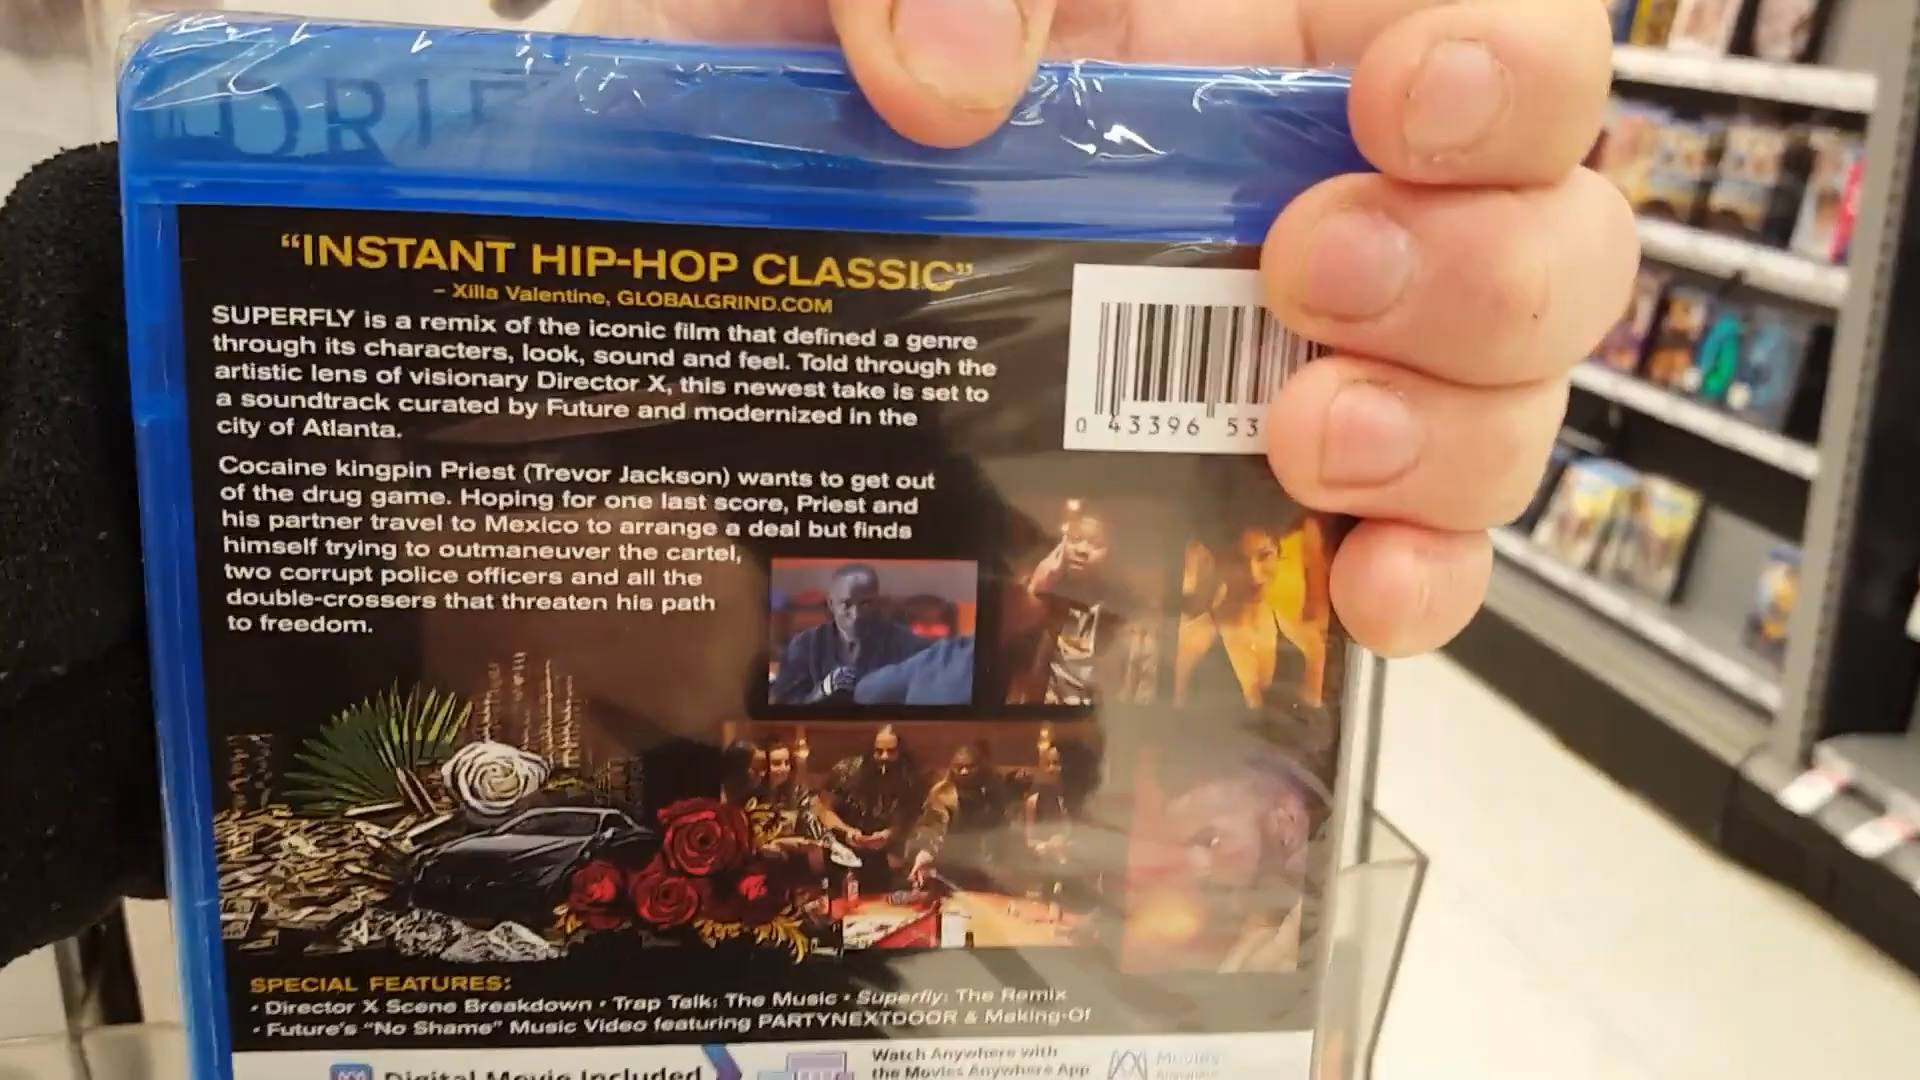 DRIF
“INSTANT HIP-HOP CLASSIC”
– Xilla Valentine, GLOBALGRIND.COM
SUPERFLY is a remix of the iconic film that defined a genre
through its characters, look, sound and feel. Told through the
artistic lens of visionary Director X, this newest take is set to
a soundtrack curated by Future and modernized in the
city of Atlanta.
Cocaine kingpin Priest (Trevor Jackson) wants to get out
of the drug game. Hoping for one last score, Priest and
his partner travel to Mexico to arrange a deal but finds
himself trying to outmaneuver the cartel,
two corrupt police officers and all the
double-crossers that threaten his path
to freedom.
0 43396 53
SPECIAL FEATURES:
• Director X Scene Breakdown • Trap Talk: The Music • Superfly: The Remix
• Future's “No Shame” Music Video featuring PARTYNEXTDOOR & Making-Of
Digital Movie Included
Watch Anywhere with
the Movies Anywhere App
Movies